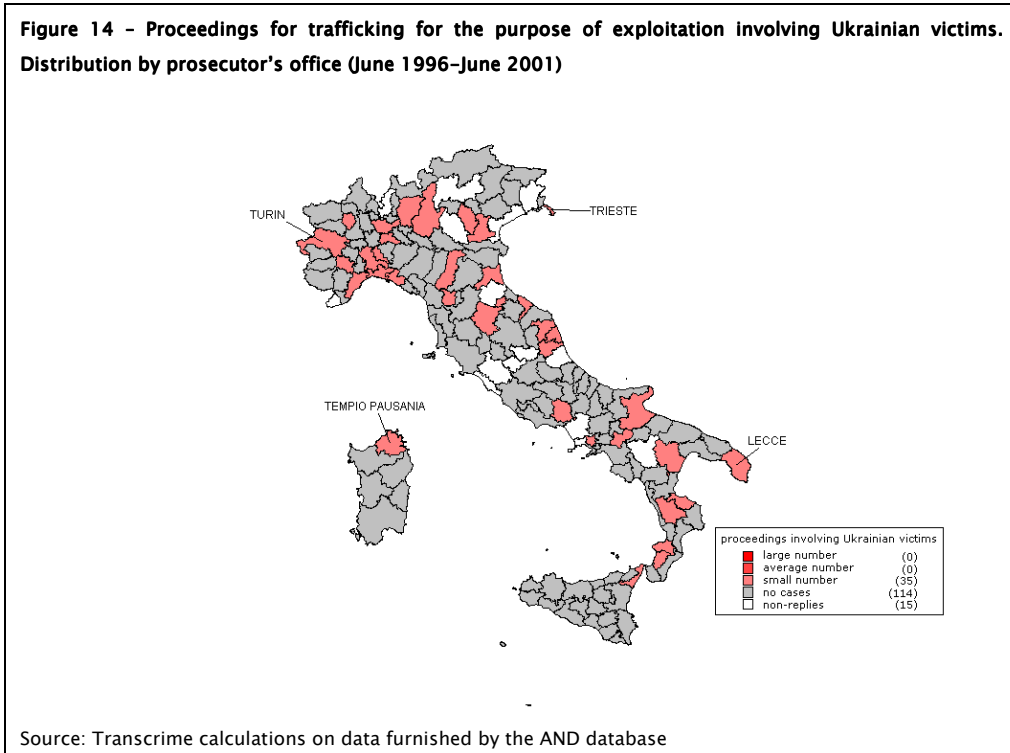 Figure 14 – Proceedings for trafficking for the purpose of exploitation involving Ukrainian victims.
Distribution by prosecutor's office (June 1996–June 2001)
TURIN
TRIESTE
TEMPIO PAUSANIA
LECCE
proceedings involving Ukrainian victims
large number (0)
average number (0)
small number (35)
no cases (114)
non-replies (15)
Source: Transcrime calculations on data furnished by the AND database